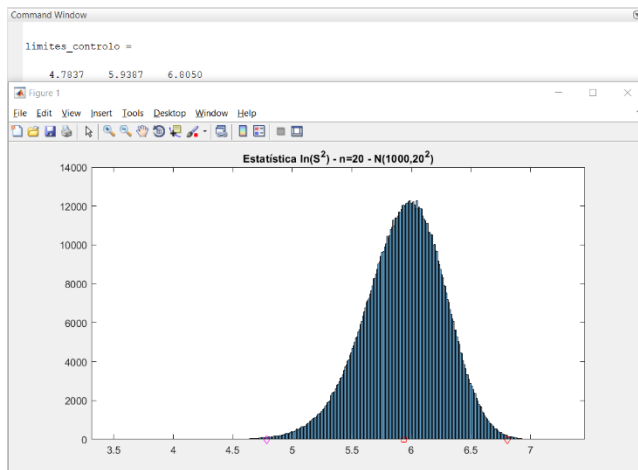 Command Window
limites_controlo =
4.7837 5.9387 6.8050
Figure 1
File Edit View Insert Tools Desktop Window Help
Estatística ln(S²) - n=20 - N(1000,20²)
14000
12000
10000
8000
6000
4000
2000
0
3.5 4 4.5 5 5.5 6 6.5 7